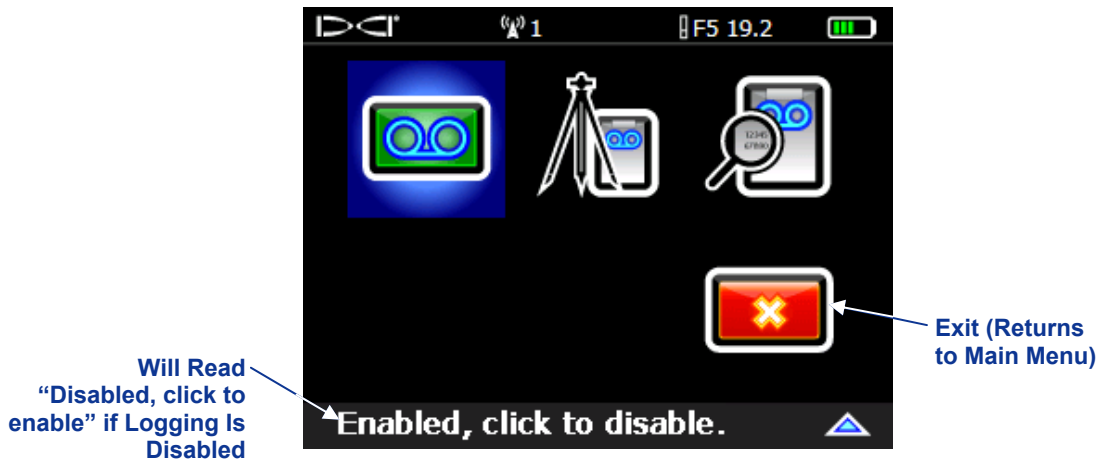 1 F5 19.2
12345
67890
Exit (Returns
to Main Menu)
Will Read
“Disabled, click to
enable” if Logging Is
Disabled
Enabled, click to disable.